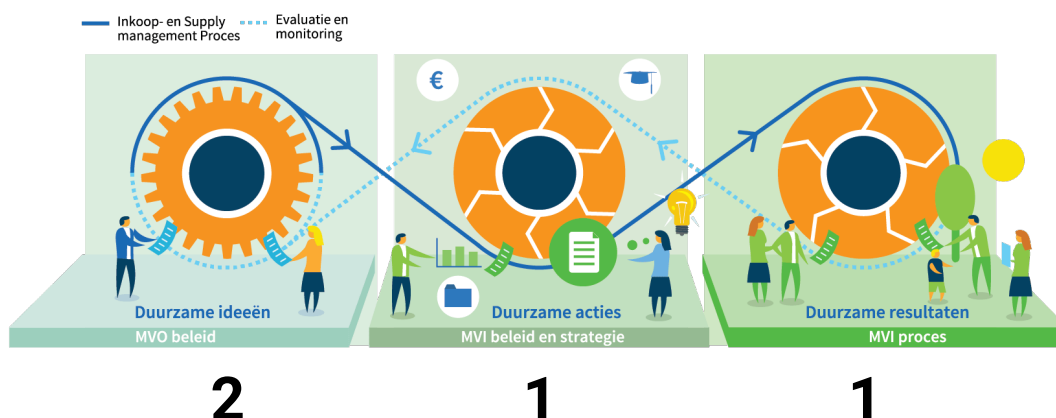 Inkoop- en Supply
management Proces
Evaluatie en
monitoring
€
Duurzame ideeën
MVO beleid
Duurzame acties
MVI beleid en strategie
Duurzame resultaten
MVI proces
2
1
1